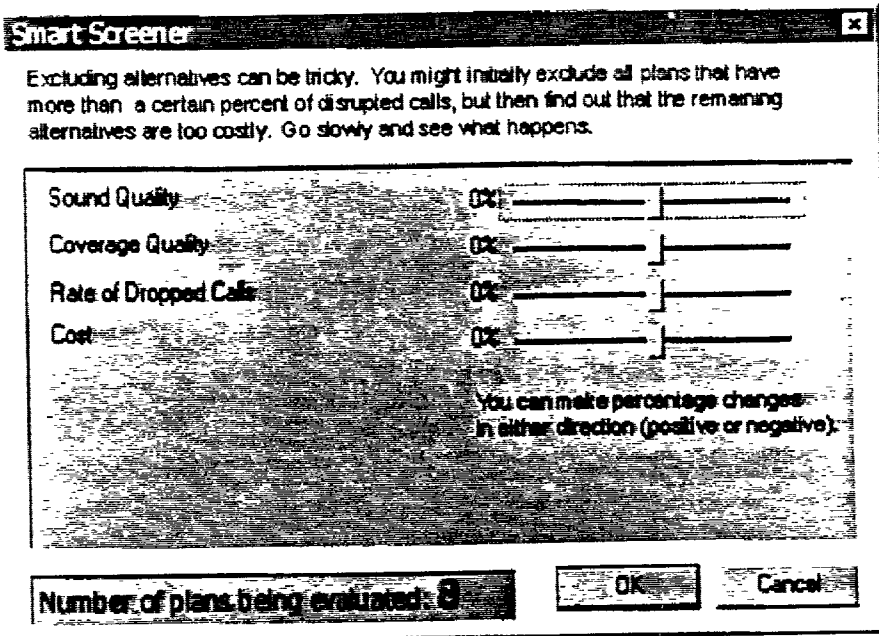 Smart Screener
Excluding alternatives can be tricky. You might initially exclude all plans that have
more than a certain percent of disrupted calls, but then find out that the remaining
alternatives are too costly. Go slowly and see what happens.
Sound Quality 0%
Coverage Quality 0%
Rate of Dropped Calls 0%
Cost 0%
You can make percentage changes
in either direction (positive or negative).
Number of plans being evaluated: 8
OK Cancel